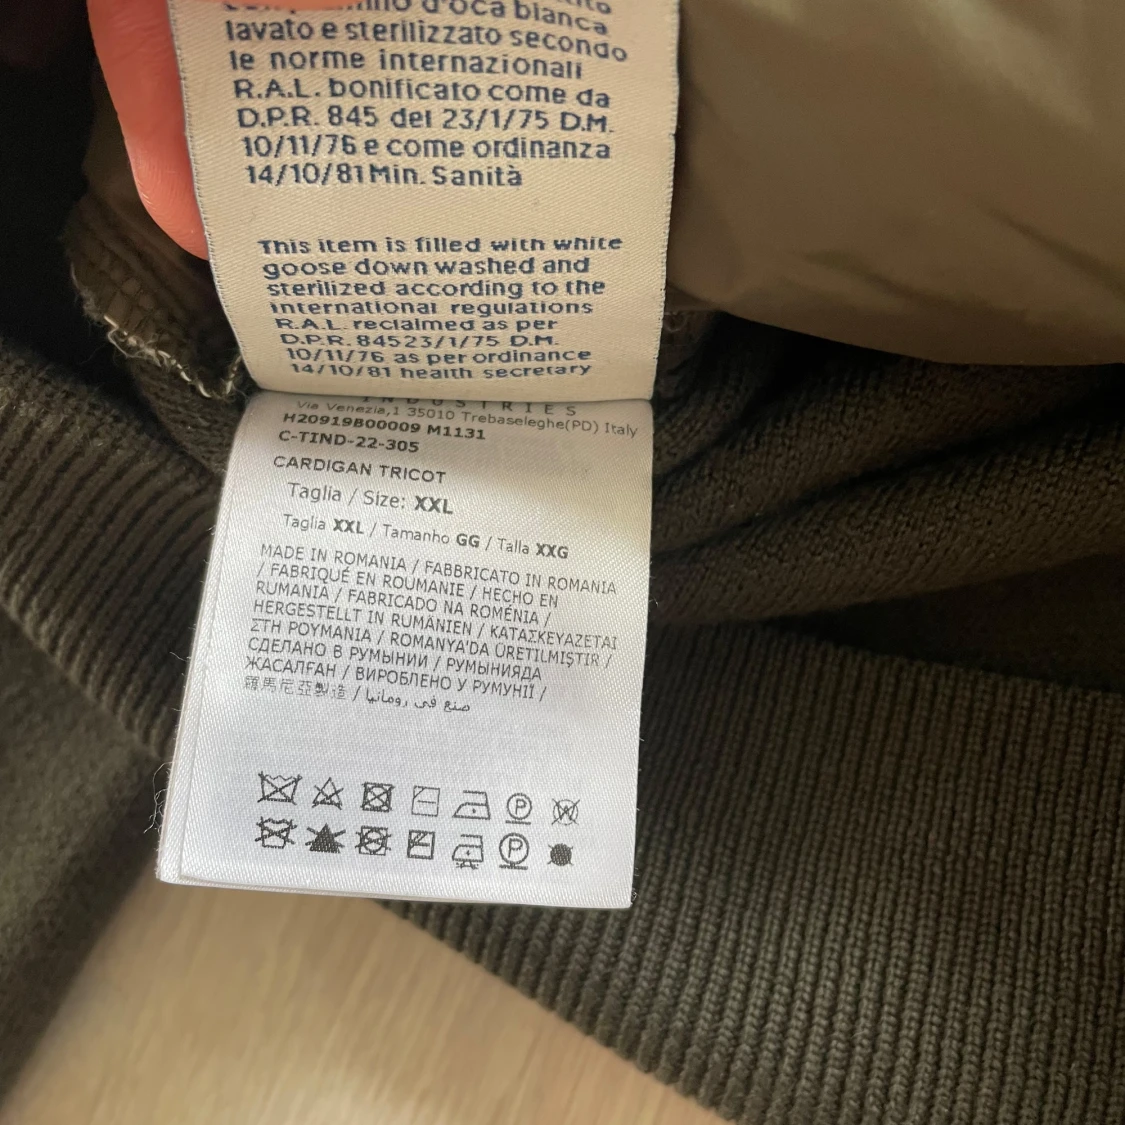 d'oca bianca
lavato e sterilizzato secondo
le norme internazionali
R.A.L. bonificato come da
D.P.R. 845 del 23/1/75 D.M.
10/11/76 e come ordinanza
14/10/81 Min. Sanità
This item is filled with white
goose down washed and
sterilized according to the
international regulations
R.A.L. reclaimed as per
D.P.R. 84523/1/75 D.M.
10/11/76 as per ordinance
14/10/81 health secretary
INDUSTRIES
Via Venezia,1 35010 Trebaseleghe(PD) Italy
H20919B00009 M1131
C-TIND-22-305
CARDIGAN TRICOT
Taglia / Size: XXL
Taglia XXL / Tamanho GG / Talla XXG
MADE IN ROMANIA / FABBRICATO IN ROMANIA
/ FABRIQUÉ EN ROUMANIE / HECHO EN
RUMANIA / FABRICADO NA ROMÉNIA /
HERGESTELLT IN RUMÄNIEN / ΚΑΤΑΣΚΕΥΑΖΕΤΑΙ
ΣΤΗ ΡΟΥΜΑΝΙΑ / ROMANYA'DA ÜRETILMIŞTIR /
СДЕЛАНО В РУМЫНИИ / РУМЫНИЯДА
ЖАСАЛҒАН / ВИРОБЛЕНО У РУМУНІЇ /
羅馬尼亞製造 / صنع في رومانيا
P W
P